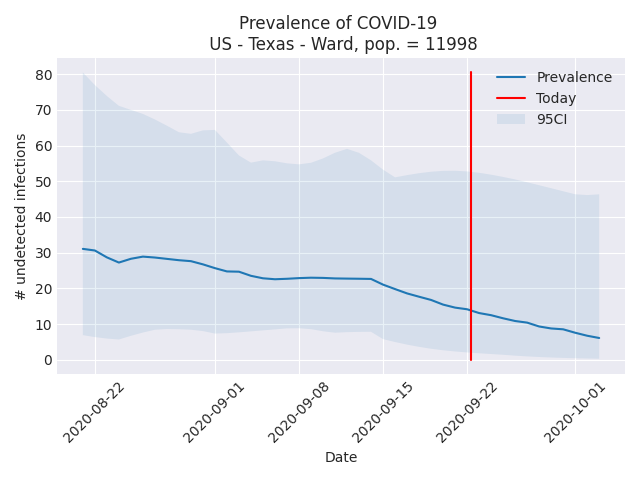 Prevalence of COVID-19
US - Texas - Ward, pop. = 11998
Prevalence
Today
95CI
# undetected infections
80
70
60
50
40
30
20
10
0
2020-08-22
2020-09-01
2020-09-08
2020-09-15
2020-09-22
2020-10-01
Date